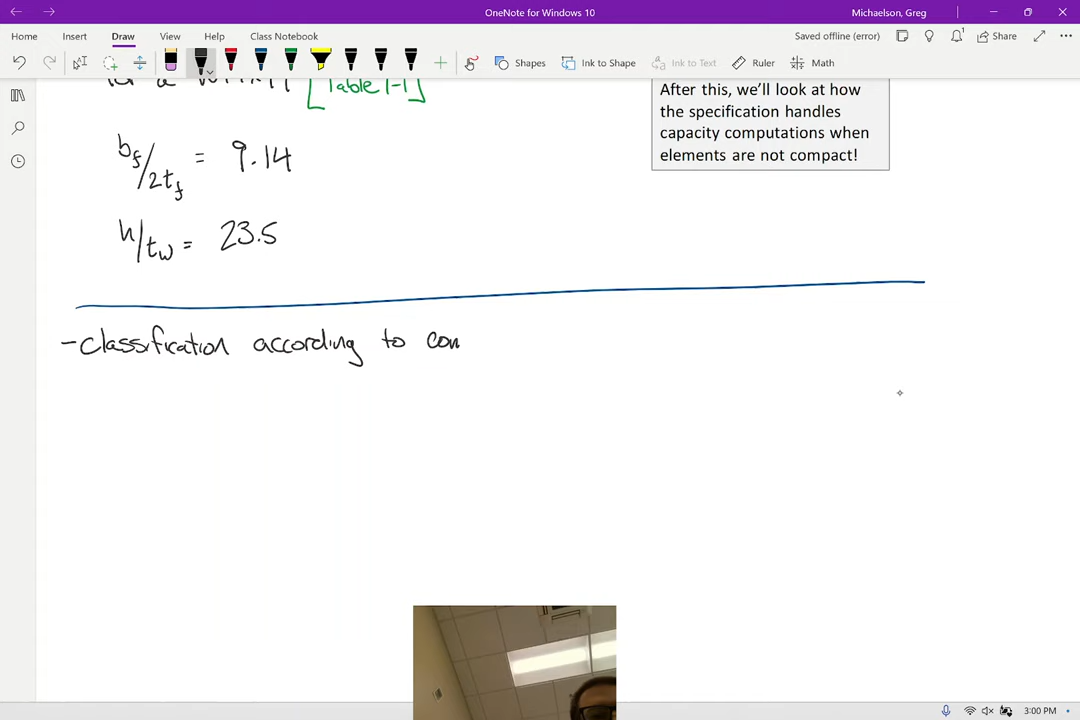 OneNote for Windows 10
Michaelson, Greg
Home Insert Draw View Help Class Notebook
Saved offline (error) 1 Share
Shapes Ink to Shape Ink to Text Ruler Math
for a [Table 1-1]
After this, we'll look at how
the specification handles
capacity computations when
elements are not compact!
bf/2tf = 9.14
h/tw = 23.5
-classification according to con
3:00 PM